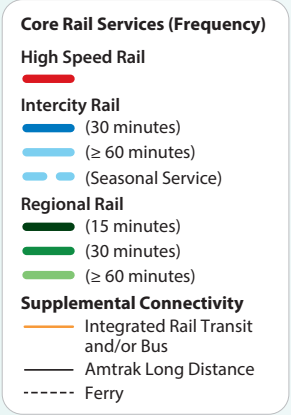 Core Rail Services (Frequency)
High Speed Rail
Intercity Rail
(30 minutes)
(≥ 60 minutes)
(Seasonal Service)
Regional Rail
(15 minutes)
(30 minutes)
(≥ 60 minutes)
Supplemental Connectivity
Integrated Rail Transit
and/or Bus
Amtrak Long Distance
Ferry